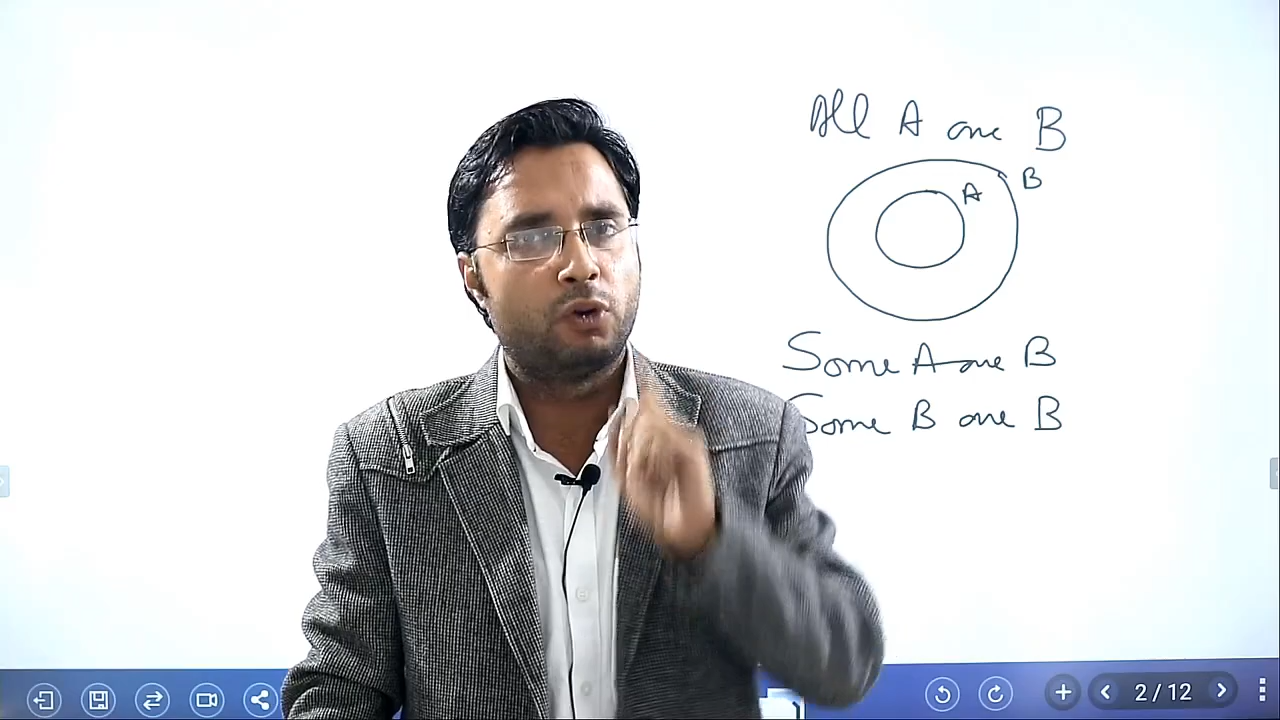 All A are B
A B
Some A are B
Some B are B
2 / 12